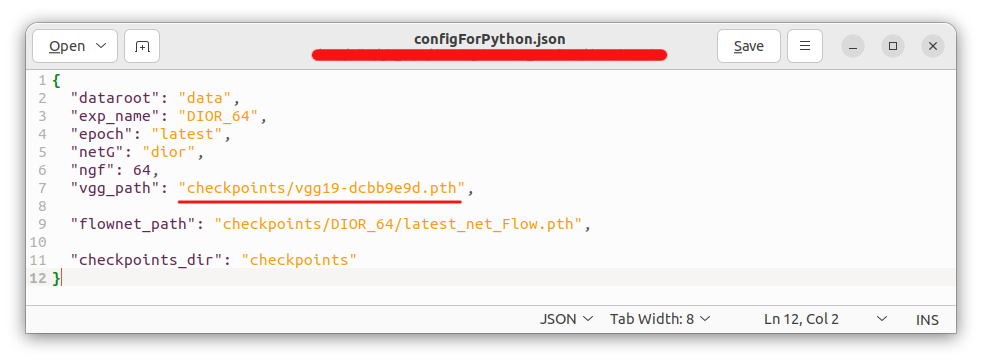 Open
configForPython.json
Save
1 {
2 "dataroot": "data",
3 "exp_name": "DIOR_64",
4 "epoch": "latest",
5 "netG": "dior",
6 "ngf": 64,
7 "vgg_path": "checkpoints/vgg19-dcbb9e9d.pth",
8
9 "flownet_path": "checkpoints/DIOR_64/latest_net_Flow.pth",
10
11 "checkpoints_dir": "checkpoints"
12 }
JSON Tab Width: 8 Ln 12, Col 2 INS